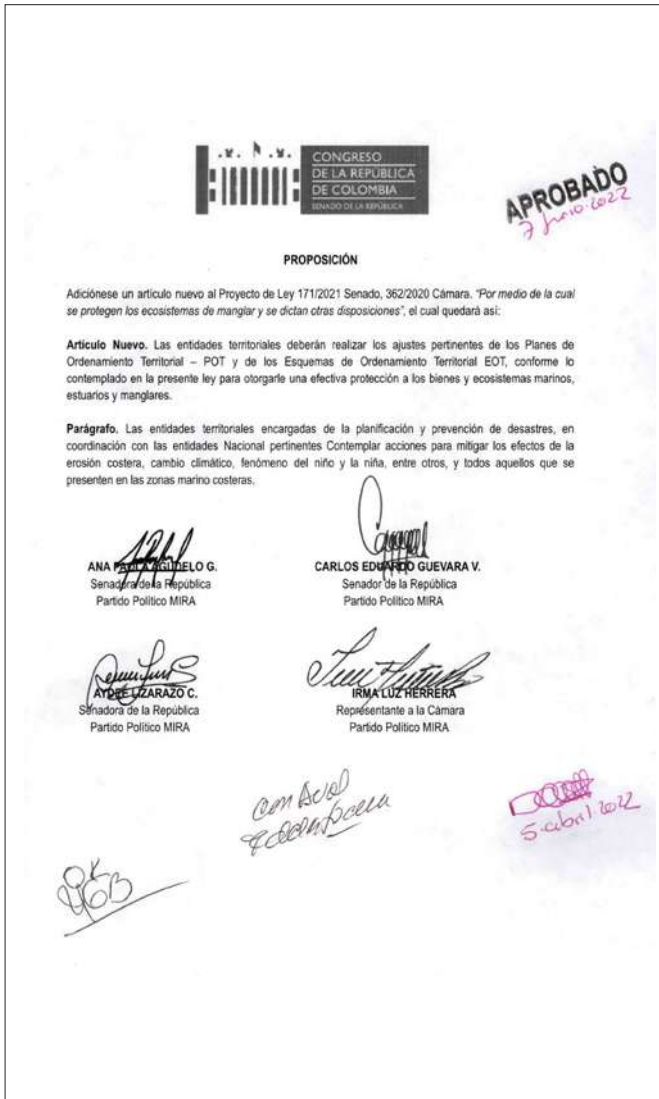 CONGRESO
DE LA REPÚBLICA
DE COLOMBIA
SENADO DE LA REPÚBLICA
APROBADO
7 junio-2022
PROPOSICIÓN
Adiciónese un artículo nuevo al Proyecto de Ley 171/2021 Senado, 362/2020 Cámara. "Por medio de la cual
se protegen los ecosistemas de manglar y se dictan otras disposiciones", el cual quedará así:
Artículo Nuevo. Las entidades territoriales deberán realizar los ajustes pertinentes de los Planes de
Ordenamiento Territorial – POT y de los Esquemas de Ordenamiento Territorial EOT, conforme lo
contemplado en la presente ley para otorgarle una efectiva protección a los bienes y ecosistemas marinos,
estuarios y manglares.
Parágrafo. Las entidades territoriales encargadas de la planificación y prevención de desastres, en
coordinación con las entidades Nacional pertinentes Contemplar acciones para mitigar los efectos de la
erosión costera, cambio climático, fenómeno del niño y la niña, entre otros, y todos aquellos que se
presenten en las zonas marino costeras.
ANA PAOLA AGUDELO G.
Senadora de la República
Partido Político MIRA
CARLOS EDUARDO GUEVARA V.
Senador de la República
Partido Político MIRA
AYDEE LIZARAZO C.
Senadora de la República
Partido Político MIRA
IRMA LUZ HERRERA
Representante a la Cámara
Partido Político MIRA
con aval
5-abril-2022
OK